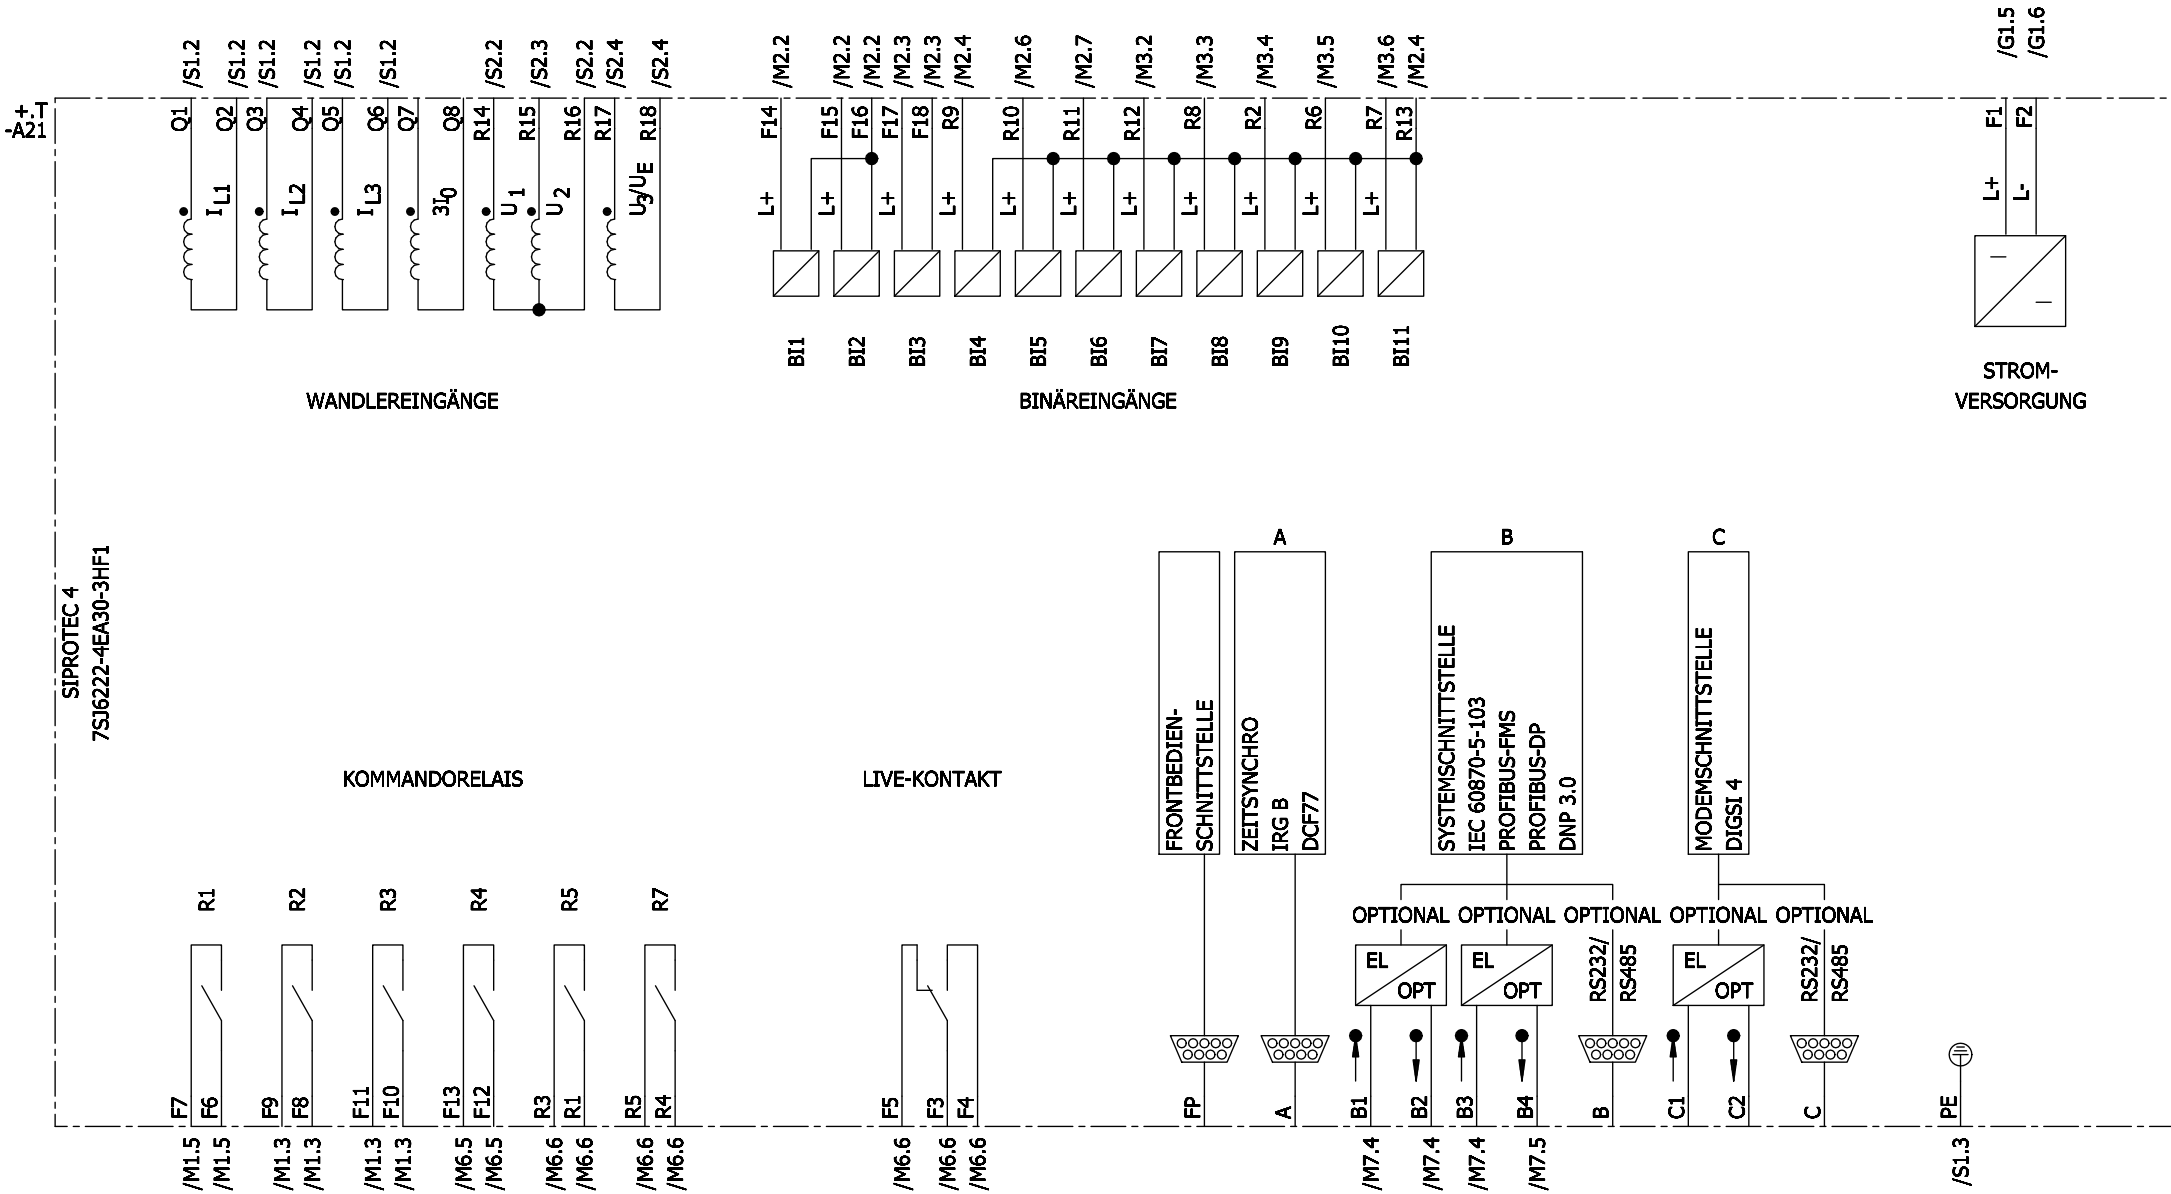 /S1.2 /S1.2 /S1.2 /S1.2 /S1.2 /S1.2 /S2.2 /S2.3 /S2.2 /S2.4 /S2.4 /M2.2 /M2.2 /M2.2 /M2.3 /M2.3 /M2.4 /M2.6 /M2.7 /M3.2 /M3.3 /M3.4 /M3.5 /M3.6 /M2.4 /G1.5 /G1.6
+.T
-A21
Q1 Q2 Q3 Q4 Q5 Q6 Q7 Q8 R14 R15 R16 R17 R18 F14 F15 F16 F17 F18 R9 R10 R11 R12 R8 R2 R6 R7 R13 F1 F2
IL1 IL2 IL3 3I0 U1 U2 U3/UE L+ L+ L+ L+ L+ L+ L+ L+ L+ L+ L+ L+ L-
BI1 BI2 BI3 BI4 BI5 BI6 BI7 BI8 BI9 BI10 BI11
WANDLEREINGÄNGE
BINÄREINGÄNGE
STROM-
VERSORGUNG
SIPROTEC 4
7SJ6222-4EA30-3HF1
A B C
FRONTBEDIEN-
SCHNITTSTELLE
ZEITSYNCHRO
IRG B
DCF77
SYSTEMSCHNITTSTELLE
IEC 60870-5-103
PROFIBUS-FMS
PROFIBUS-DP
DNP 3.0
MODEMSCHNITTSTELLE
DIGSI 4
KOMMANDORELAIS
LIVE-KONTAKT
R1 R2 R3 R4 R5 R7
OPTIONAL OPTIONAL OPTIONAL OPTIONAL OPTIONAL
EL
OPT
EL
OPT
RS232/
RS485
EL
OPT
RS232/
RS485
F7 F6 F9 F8 F11 F10 F13 F12 R3 R1 R5 R4 F5 F3 F4 FP A B1 B2 B3 B4 B C1 C2 C PE
/M1.5 /M1.5 /M1.3 /M1.3 /M1.3 /M1.3 /M6.5 /M6.5 /M6.6 /M6.6 /M6.6 /M6.6 /M6.6 /M6.6 /M6.6 /M7.4 /M7.4 /M7.4 /M7.5 /S1.3